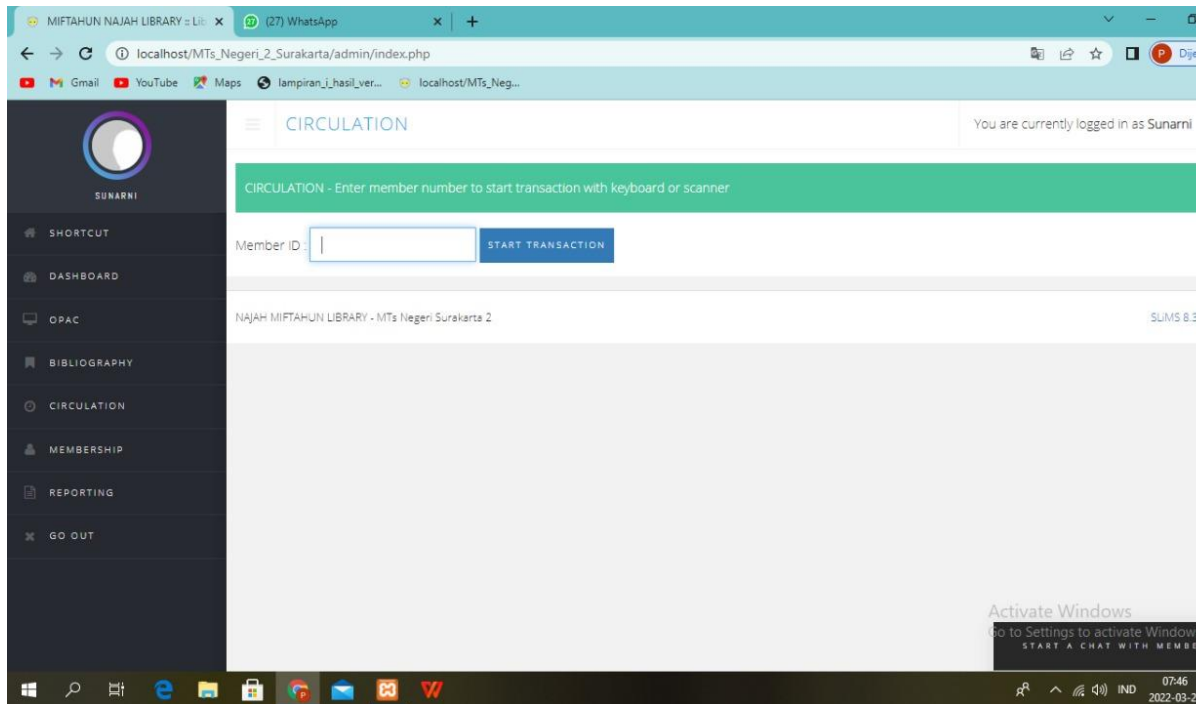 MIFTAHUN NAJAH LIBRARY :: Lib
(27) WhatsApp
localhost/MTs_Negeri_2_Surakarta/admin/index.php
P Dije
Gmail YouTube Maps lampiran_i_hasil_ver... localhost/MTs_Neg...
CIRCULATION
You are currently logged in as Sunarni
SUNARNI
CIRCULATION - Enter member number to start transaction with keyboard or scanner
SHORTCUT
DASHBOARD
OPAC
BIBLIOGRAPHY
CIRCULATION
MEMBERSHIP
REPORTING
GO OUT
Member ID :
START TRANSACTION
NAJAH MIFTAHUN LIBRARY - MTs Negeri Surakarta 2
SLiMS 8.3
Activate Windows
Go to Settings to activate Window
START A CHAT WITH MEMBE
IND
07:46
2022-03-2